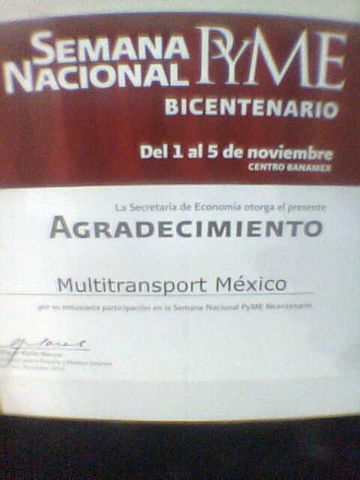 SEMANA
NACIONAL PYME
BICENTENARIO
Del 1 al 5 de noviembre
CENTRO BANAMEX
La Secretaría de Economía otorga el presente
AGRADECIMIENTO
Multitransport México
por su entusiasta participación en la Semana Nacional PyME Bicentenario.